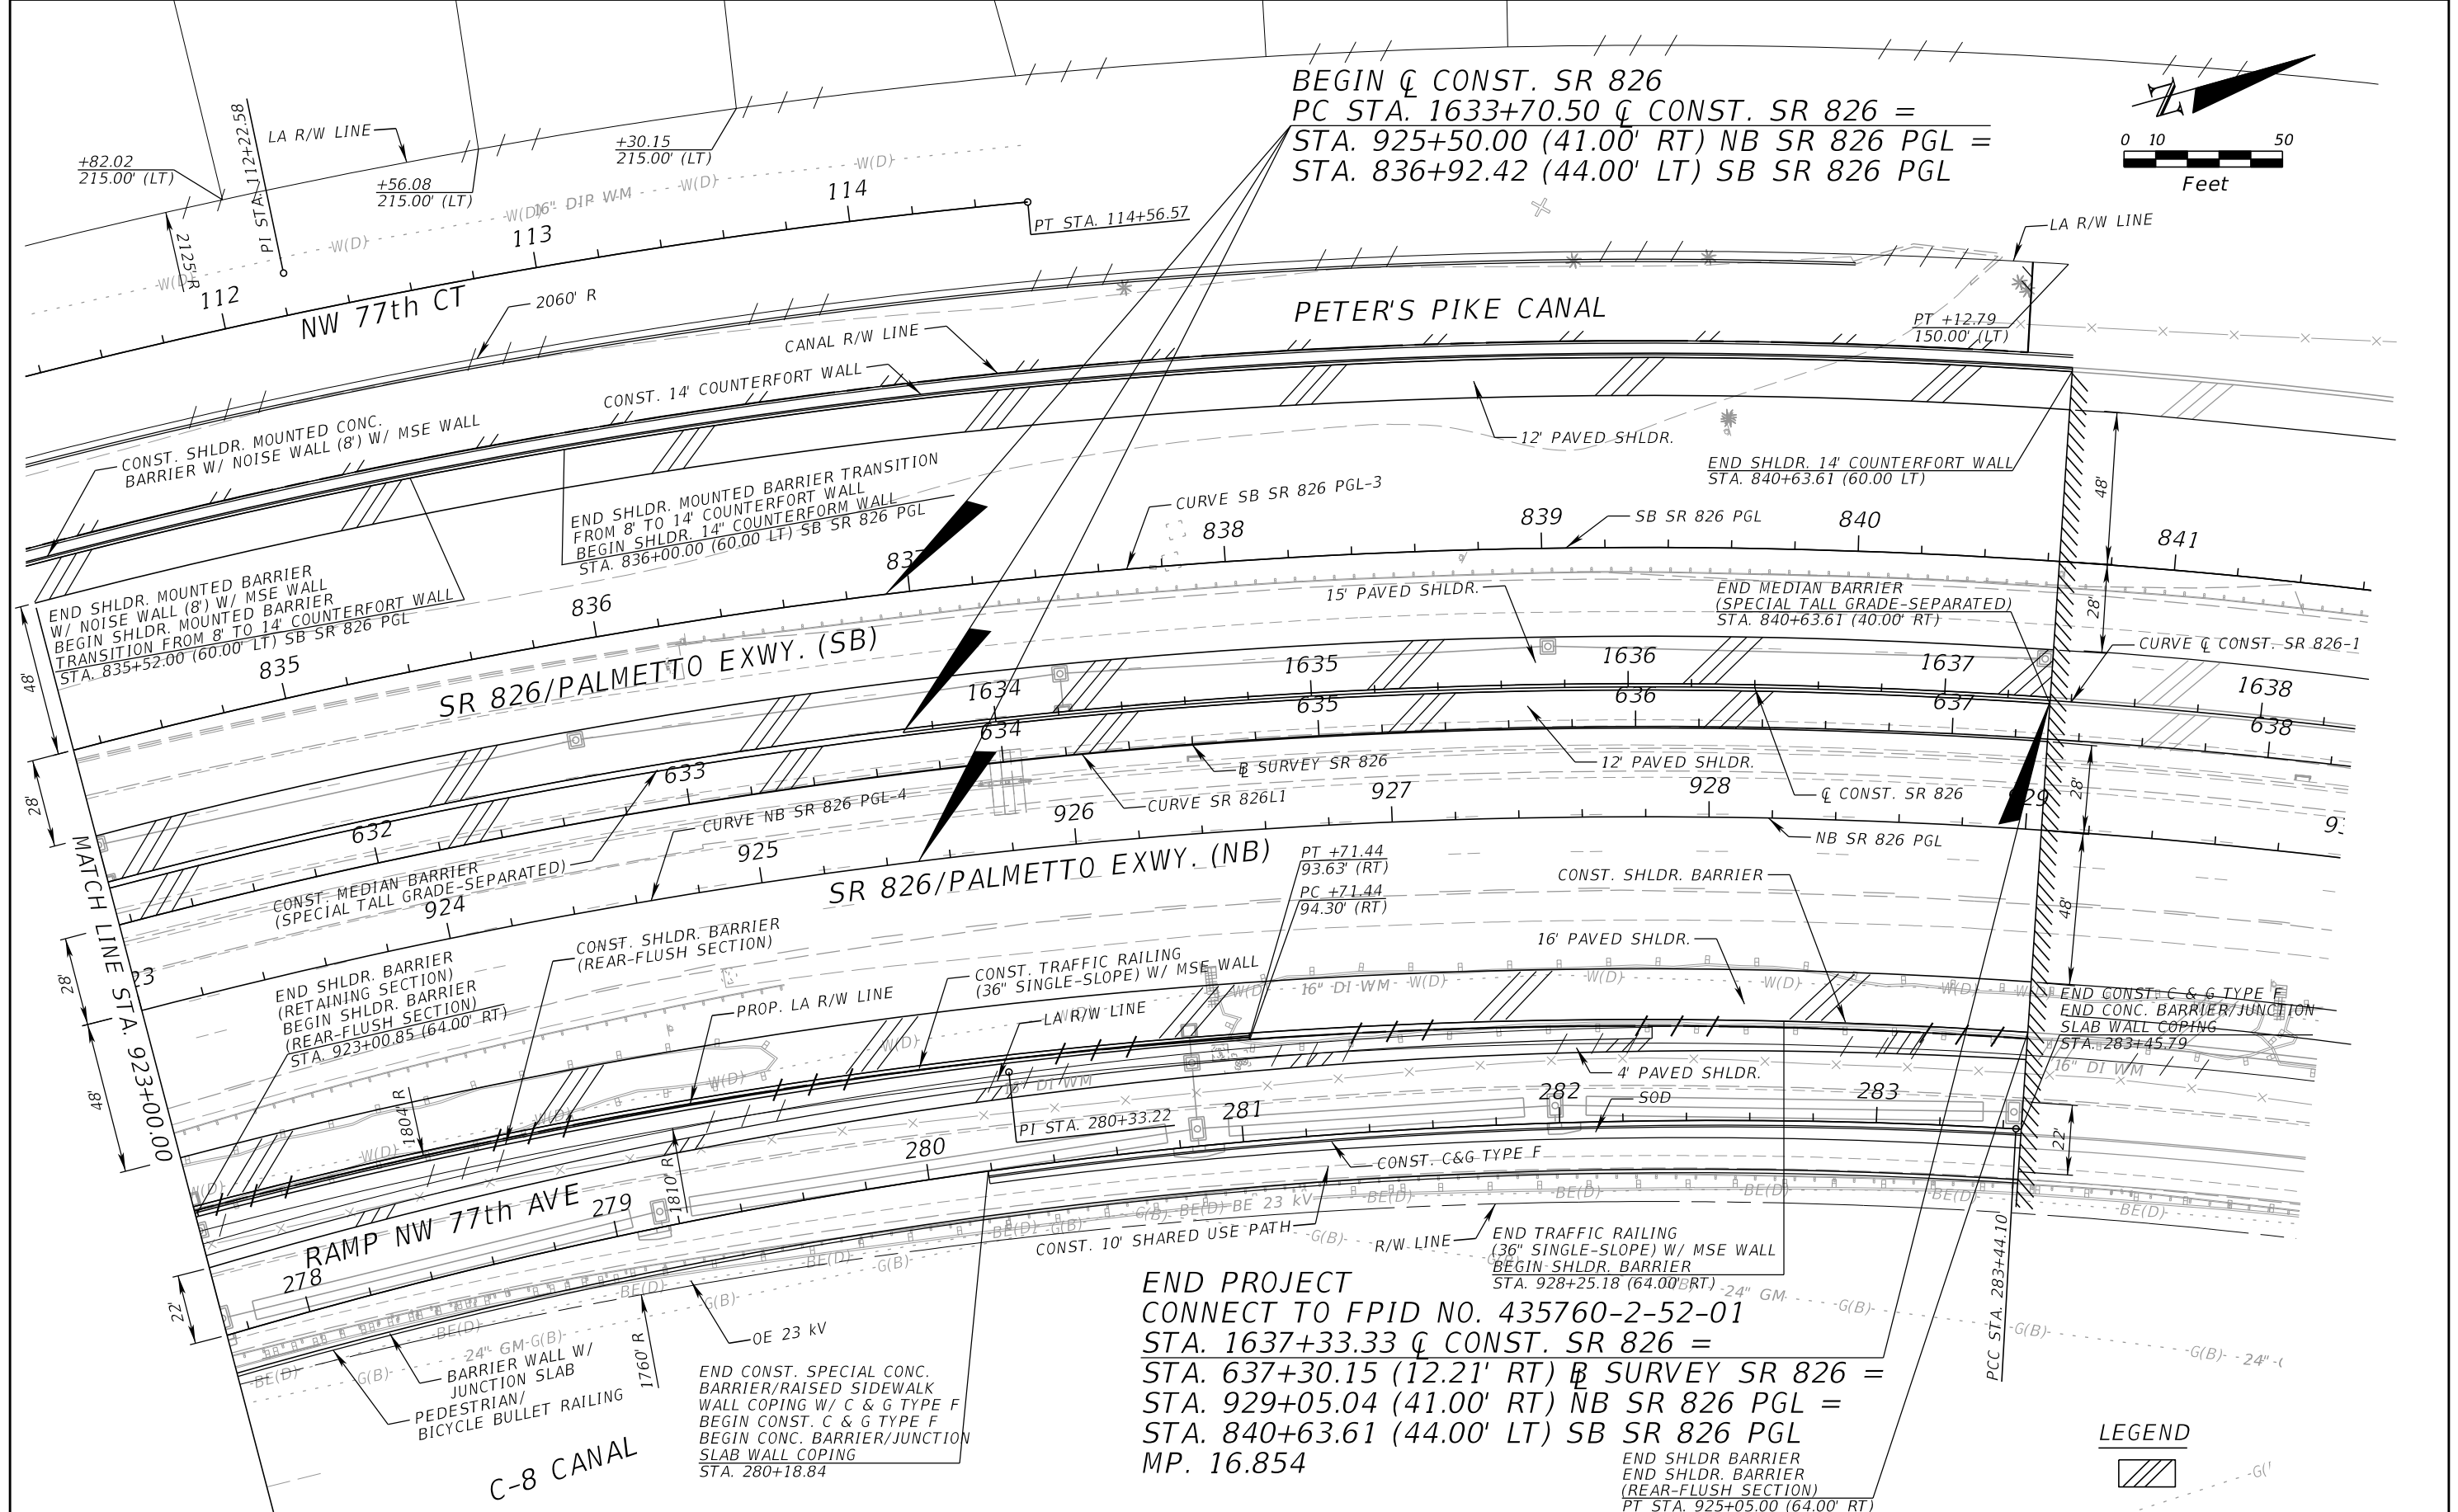 BEGIN ℄ CONST. SR 826
PC STA. 1633+70.50 ℄ CONST. SR 826 =
STA. 925+50.00 (41.00' RT) NB SR 826 PGL =
STA. 836+92.42 (44.00' LT) SB SR 826 PGL
N
0 10 50
Feet
+82.02
215.00' (LT)
PI STA. 112+22.58
LA R/W LINE
+56.08
215.00' (LT)
+30.15
215.00' (LT)
2125' R
W(D)
W(D)
W(D)
16" DIP WM
W(D)
W(D)
112
113
114
PT STA. 114+56.57
NW 77th CT
2060' R
LA R/W LINE
PETER'S PIKE CANAL
PT +12.79
150.00' (LT)
CANAL R/W LINE
CONST. 14' COUNTERFORT WALL
CONST. SHLDR. MOUNTED CONC.
BARRIER W/ NOISE WALL (8') W/ MSE WALL
12' PAVED SHLDR.
END SHLDR. 14' COUNTERFORT WALL
STA. 840+63.61 (60.00 LT)
END SHLDR. MOUNTED BARRIER TRANSITION
FROM 8' TO 14' COUNTERFORT WALL
BEGIN SHLDR. 14" COUNTERFORM WALL
STA. 836+00.00 (60.00 LT) SB SR 826 PGL
CURVE SB SR 826 PGL-3
SB SR 826 PGL
END SHLDR. MOUNTED BARRIER
W/ NOISE WALL (8') W/ MSE WALL
BEGIN SHLDR. MOUNTED BARRIER
TRANSITION FROM 8' TO 14' COUNTERFORT WALL
STA. 835+52.00 (60.00' LT) SB SR 826 PGL
835
836
837
838
839
840
841
48'
28'
28'
48'
22'
48'
28'
28'
48'
22'
SR 826/PALMETTO EXWY. (SB)
15' PAVED SHLDR.
END MEDIAN BARRIER
(SPECIAL TALL GRADE-SEPARATED)
STA. 840+63.61 (40.00' RT)
CURVE ℄ CONST. SR 826-1
1634
1635
1636
1637
1638
632
633
634
635
636
637
638
MATCH LINE STA. 923+00.00
CONST. MEDIAN BARRIER
(SPECIAL TALL GRADE-SEPARATED)
CURVE NB SR 826 PGL-4
B SURVEY SR 826
CURVE SR 826L1
12' PAVED SHLDR.
℄ CONST. SR 826
NB SR 826 PGL
23
924
925
926
927
928
929
93
SR 826/PALMETTO EXWY. (NB)
PT +71.44
93.63' (RT)
PC +71.44
94.30' (RT)
CONST. SHLDR. BARRIER
16' PAVED SHLDR.
END SHLDR. BARRIER
(RETAINING SECTION)
BEGIN SHLDR. BARRIER
(REAR-FLUSH SECTION)
STA. 923+00.85 (64.00' RT)
CONST. SHLDR. BARRIER
(REAR-FLUSH SECTION)
CONST. TRAFFIC RAILING
(36" SINGLE-SLOPE) W/ MSE WALL
PROP. LA R/W LINE
LA R/W LINE
16" DI WM
W(D)
W(D)
W(D)
W(D)
END CONST. C & G TYPE F
END CONC. BARRIER/JUNCTION
SLAB WALL COPING
STA. 283+45.79
16" DI WM
DI WM
W(D)
W(D)
W(D)
W(D)
1804' R
1810' R
1760' R
PI STA. 280+33.22
4' PAVED SHLDR.
SOD
278
279
280
281
282
283
RAMP NW 77th AVE
CONST. C&G TYPE F
CONST. 10' SHARED USE PATH
R/W LINE
BE 23 kV
BE(D)
BE(D)
BE(D)
BE(D)
BE(D)
G(B)
G(B)
G(B)
G(B)
24" GM
24" GM
OE 23 kV
BARRIER WALL W/
JUNCTION SLAB
PEDESTRIAN/
BICYCLE BULLET RAILING
C-8 CANAL
END CONST. SPECIAL CONC.
BARRIER/RAISED SIDEWALK
WALL COPING W/ C & G TYPE F
BEGIN CONST. C & G TYPE F
BEGIN CONC. BARRIER/JUNCTION
SLAB WALL COPING
STA. 280+18.84
END TRAFFIC RAILING
(36" SINGLE-SLOPE) W/ MSE WALL
BEGIN SHLDR. BARRIER
STA. 928+25.18 (64.00' RT)
PCC STA. 283+44.10
END PROJECT
CONNECT TO FPID NO. 435760-2-52-01
STA. 1637+33.33 ℄ CONST. SR 826 =
STA. 637+30.15 (12.21' RT) B SURVEY SR 826 =
STA. 929+05.04 (41.00' RT) NB SR 826 PGL =
STA. 840+63.61 (44.00' LT) SB SR 826 PGL
MP. 16.854
END SHLDR BARRIER
END SHLDR. BARRIER
(REAR-FLUSH SECTION)
PT STA. 925+05.00 (64.00' RT)
LEGEND